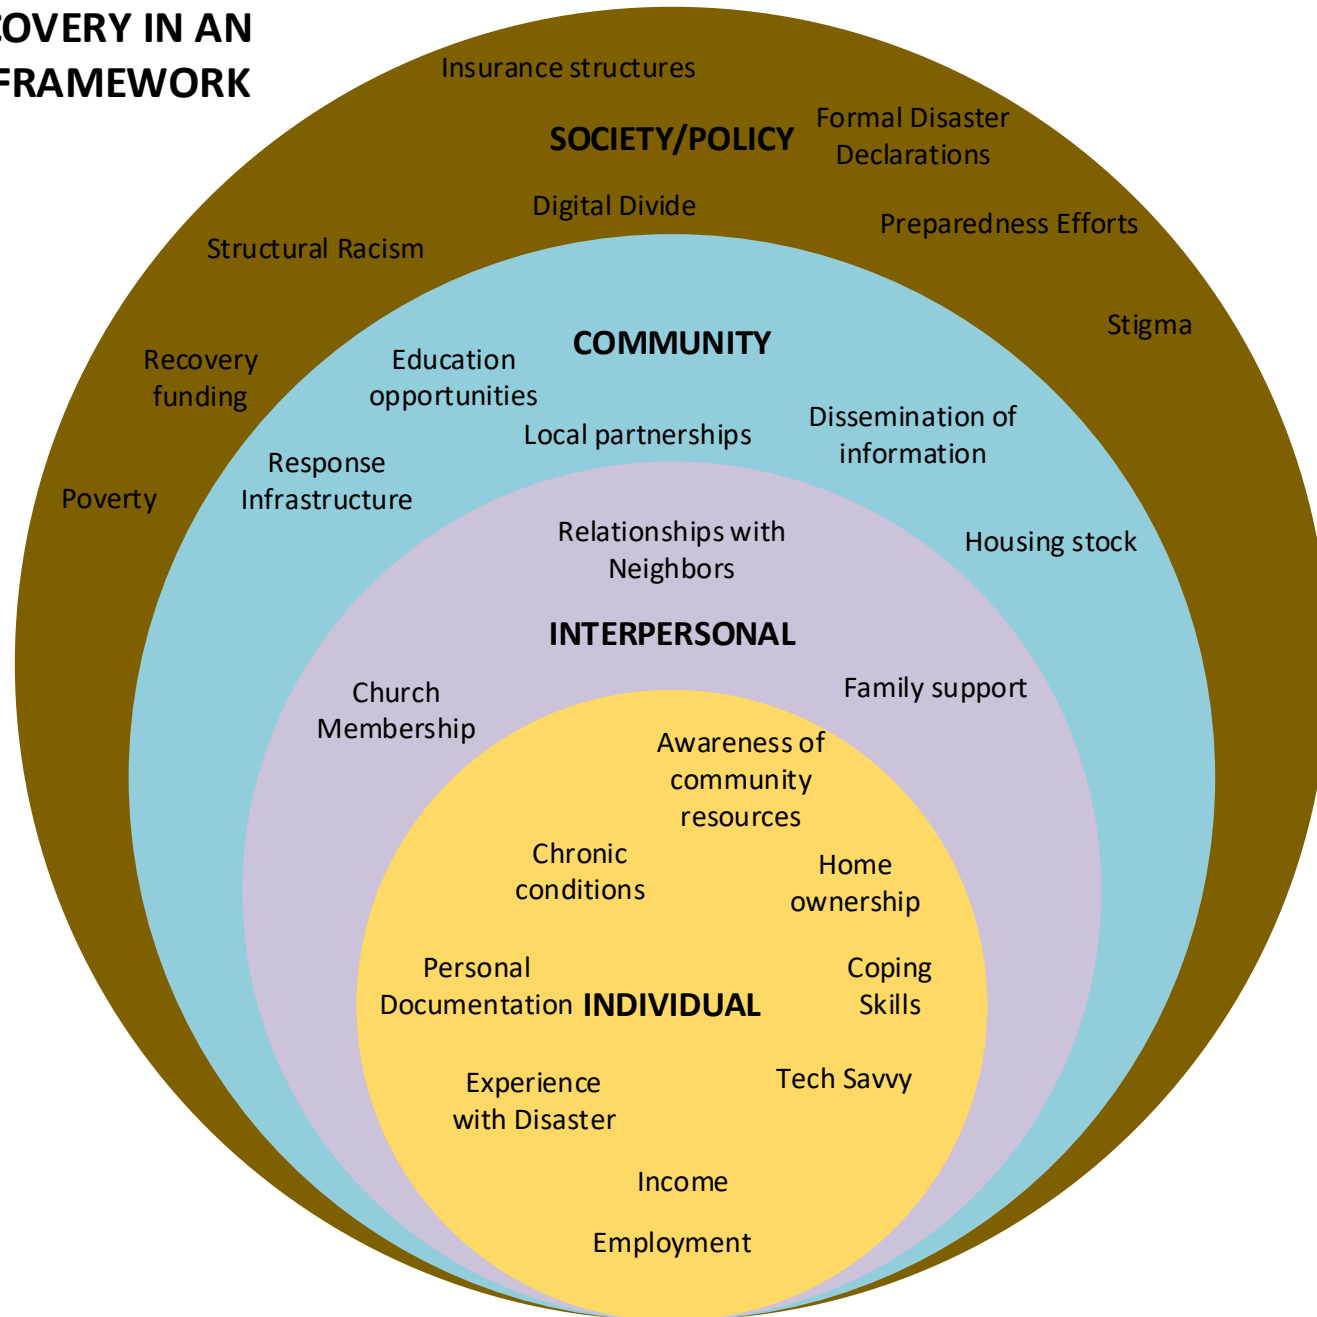 COVERY IN AN
FRAMEWORK
Insurance structures
SOCIETY/POLICY
Formal Disaster
Declarations
Digital Divide
Preparedness Efforts
Structural Racism
Stigma
Recovery
funding
Poverty
COMMUNITY
Education
opportunities
Local partnerships
Dissemination of
information
Response
Infrastructure
Housing stock
Relationships with
Neighbors
INTERPERSONAL
Church
Membership
Family support
Awareness of
community
resources
Chronic
conditions
Home
ownership
Personal
Documentation
INDIVIDUAL
Coping
Skills
Experience
with Disaster
Tech Savvy
Income
Employment